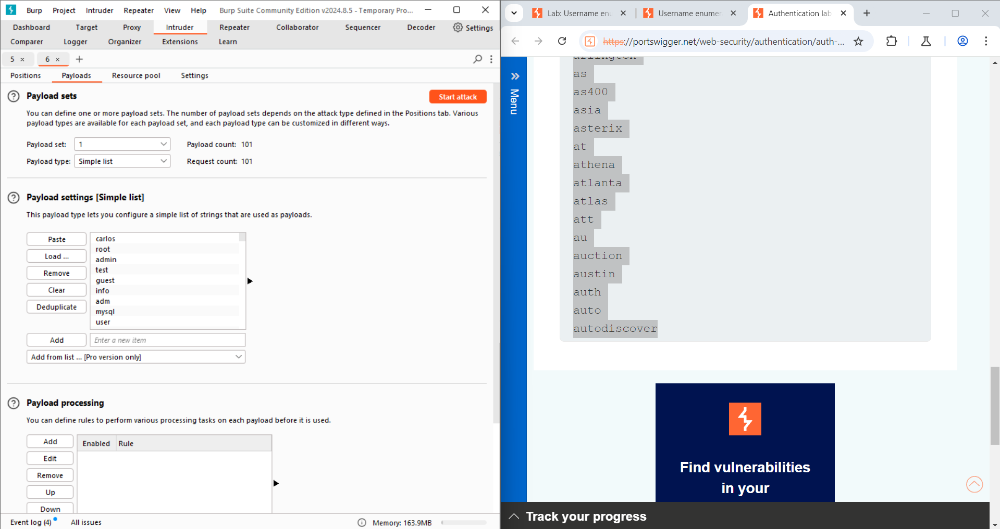 Burp Project Intruder Repeater View Help Burp Suite Community Edition v2024.8.5 - Temporary Pro...
Dashboard Target Proxy Intruder Repeater Collaborator Sequencer Decoder Settings
Comparer Logger Organizer Extensions Learn
5 × 6 × +
Positions Payloads Resource pool Settings
? Payload sets
Start attack
You can define one or more payload sets. The number of payload sets depends on the attack type defined in the Positions tab. Various
payload types are available for each payload set, and each payload type can be customized in different ways.
Payload set: 1 Payload count: 101
Payload type: Simple list Request count: 101
? Payload settings [Simple list]
This payload type lets you configure a simple list of strings that are used as payloads.
Paste
Load ...
Remove
Clear
Deduplicate
carlos
root
admin
test
guest
info
adm
mysql
user
Add Enter a new item
Add from list ... [Pro version only]
? Payload processing
You can define rules to perform various processing tasks on each payload before it is used.
Add
Edit
Remove
Up
Down
Enabled Rule
Event log (4) All issues Memory: 163.9MB
Lab: Username enu × Username enumer × Authentication lab × +
https://portswigger.net/web-security/authentication/auth-...
Menu
arlington
as
as400
asia
asterix
at
athena
atlanta
atlas
att
au
auction
austin
auth
auto
autodiscover
Find vulnerabilities
in your
Track your progress